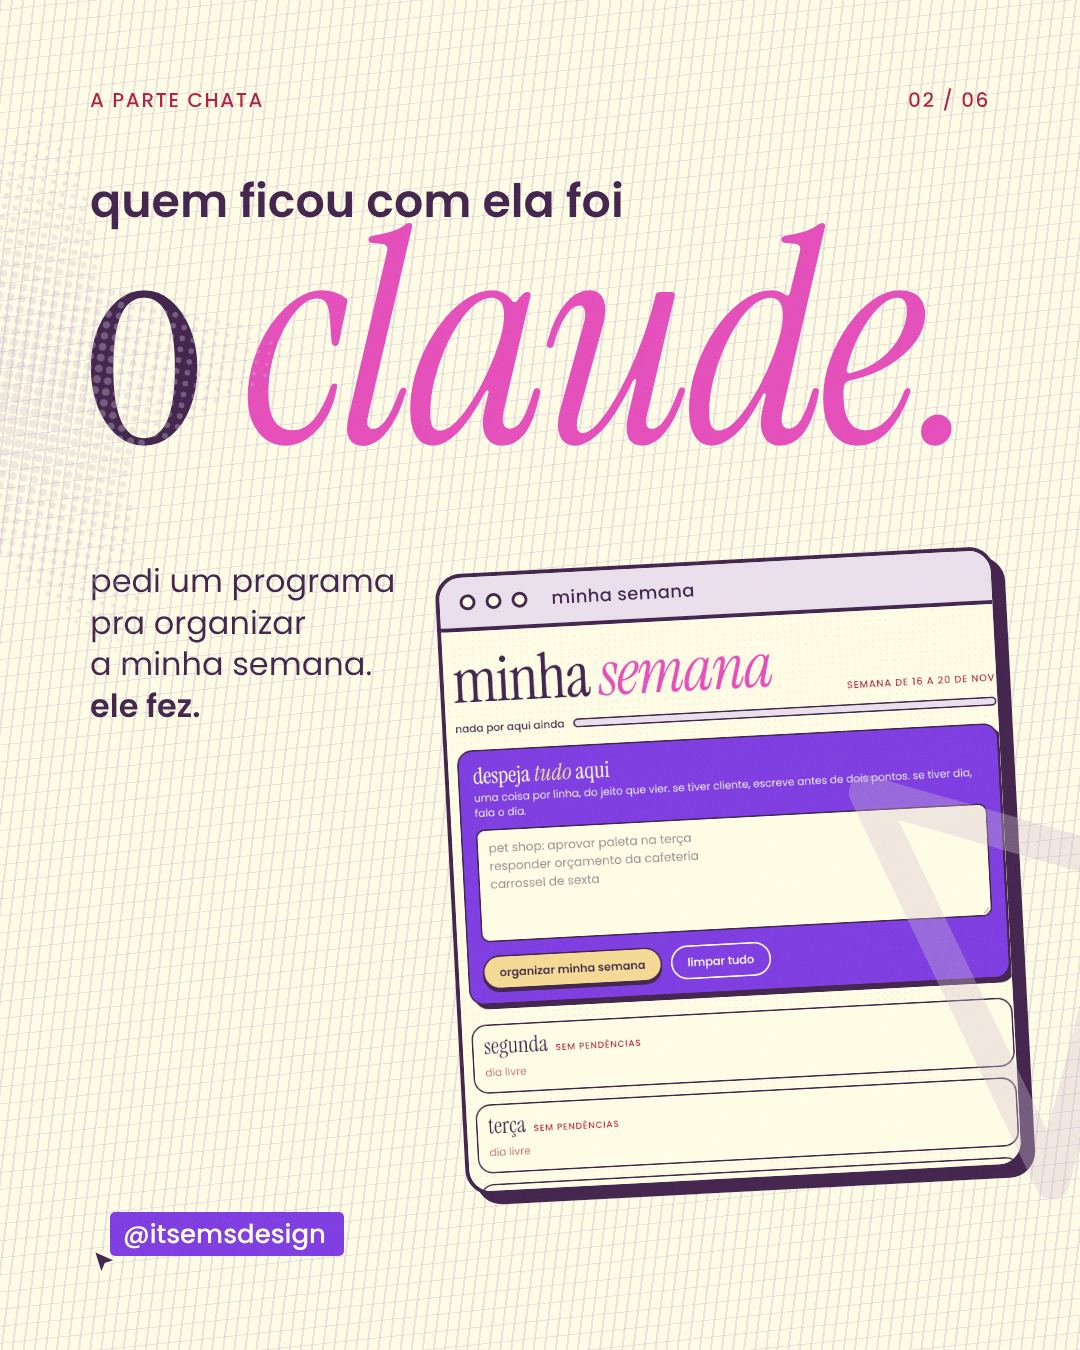 A PARTE CHATA
02 / 06
quem ficou com ela foi
o claude.
pedi um programa
pra organizar
a minha semana.
ele fez.
minha semana
minha semana
SEMANA DE 16 A 20 DE NOV
nada por aqui ainda
despeja tudo aqui
uma coisa por linha, do jeito que vier. se tiver cliente, escreve antes de dois pontos. se tiver dia,
fala o dia.
pet shop: aprovar paleta na terça
responder orçamento da cafeteria
carrossel de sexta
organizar minha semana
limpar tudo
segunda SEM PENDÊNCIAS
dia livre
terça SEM PENDÊNCIAS
dia livre
@itsemsdesign